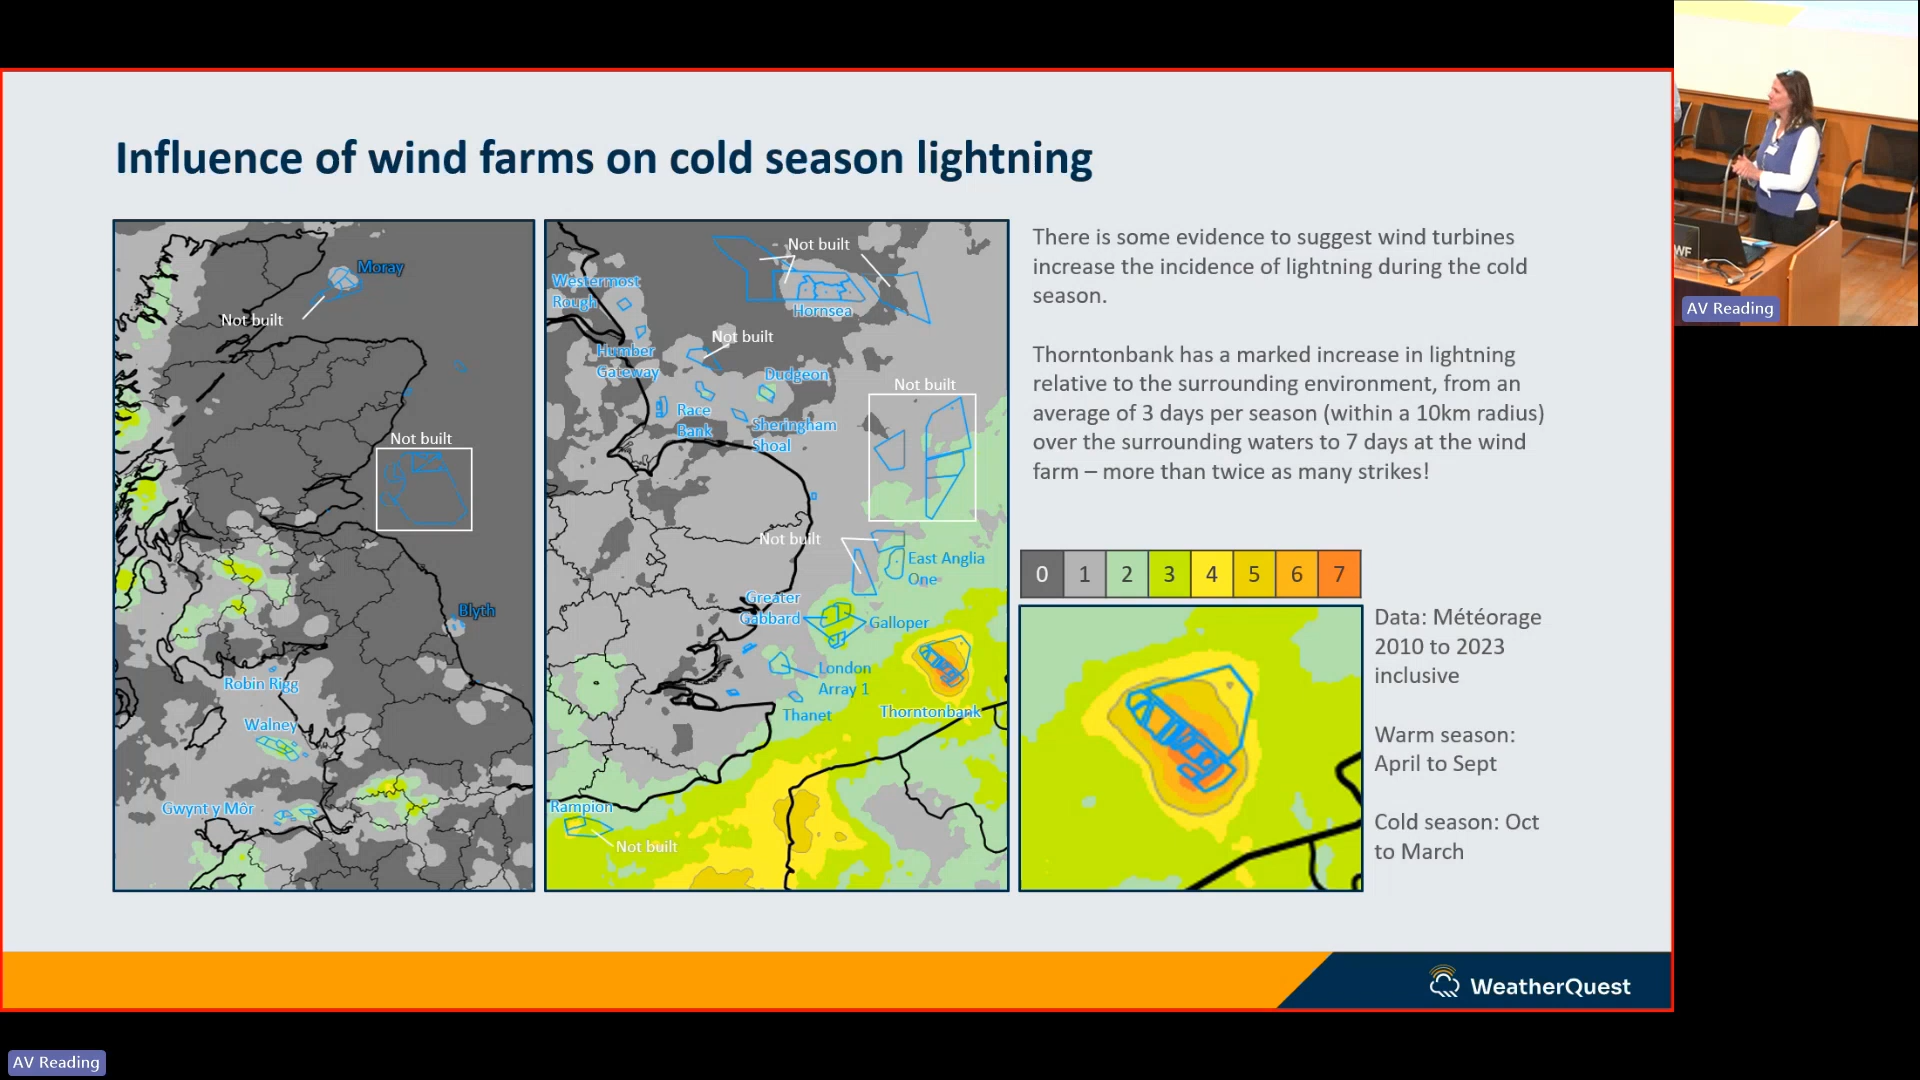 Influence of wind farms on cold season lightning
Moray
Not built
Not built
Blyth
Robin Rigg
Walney
Gwynt y Môr
Not built
Westermost
Rough
Hornsea
Not built
Humber
Gateway
Dudgeon
Not built
Race
Bank
Sheringham
Shoal
Not built
East Anglia
One
Greater
Gabbard
Galloper
London
Array 1
Thanet
Thorntonbank
Rampion
Not built
There is some evidence to suggest wind turbines
increase the incidence of lightning during the cold
season.
Thorntonbank has a marked increase in lightning
relative to the surrounding environment, from an
average of 3 days per season (within a 10km radius)
over the surrounding waters to 7 days at the wind
farm – more than twice as many strikes!
0 1 2 3 4 5 6 7
Data: Météorage
2010 to 2023
inclusive
Warm season:
April to Sept
Cold season: Oct
to March
WeatherQuest
WF
AV Reading
AV Reading